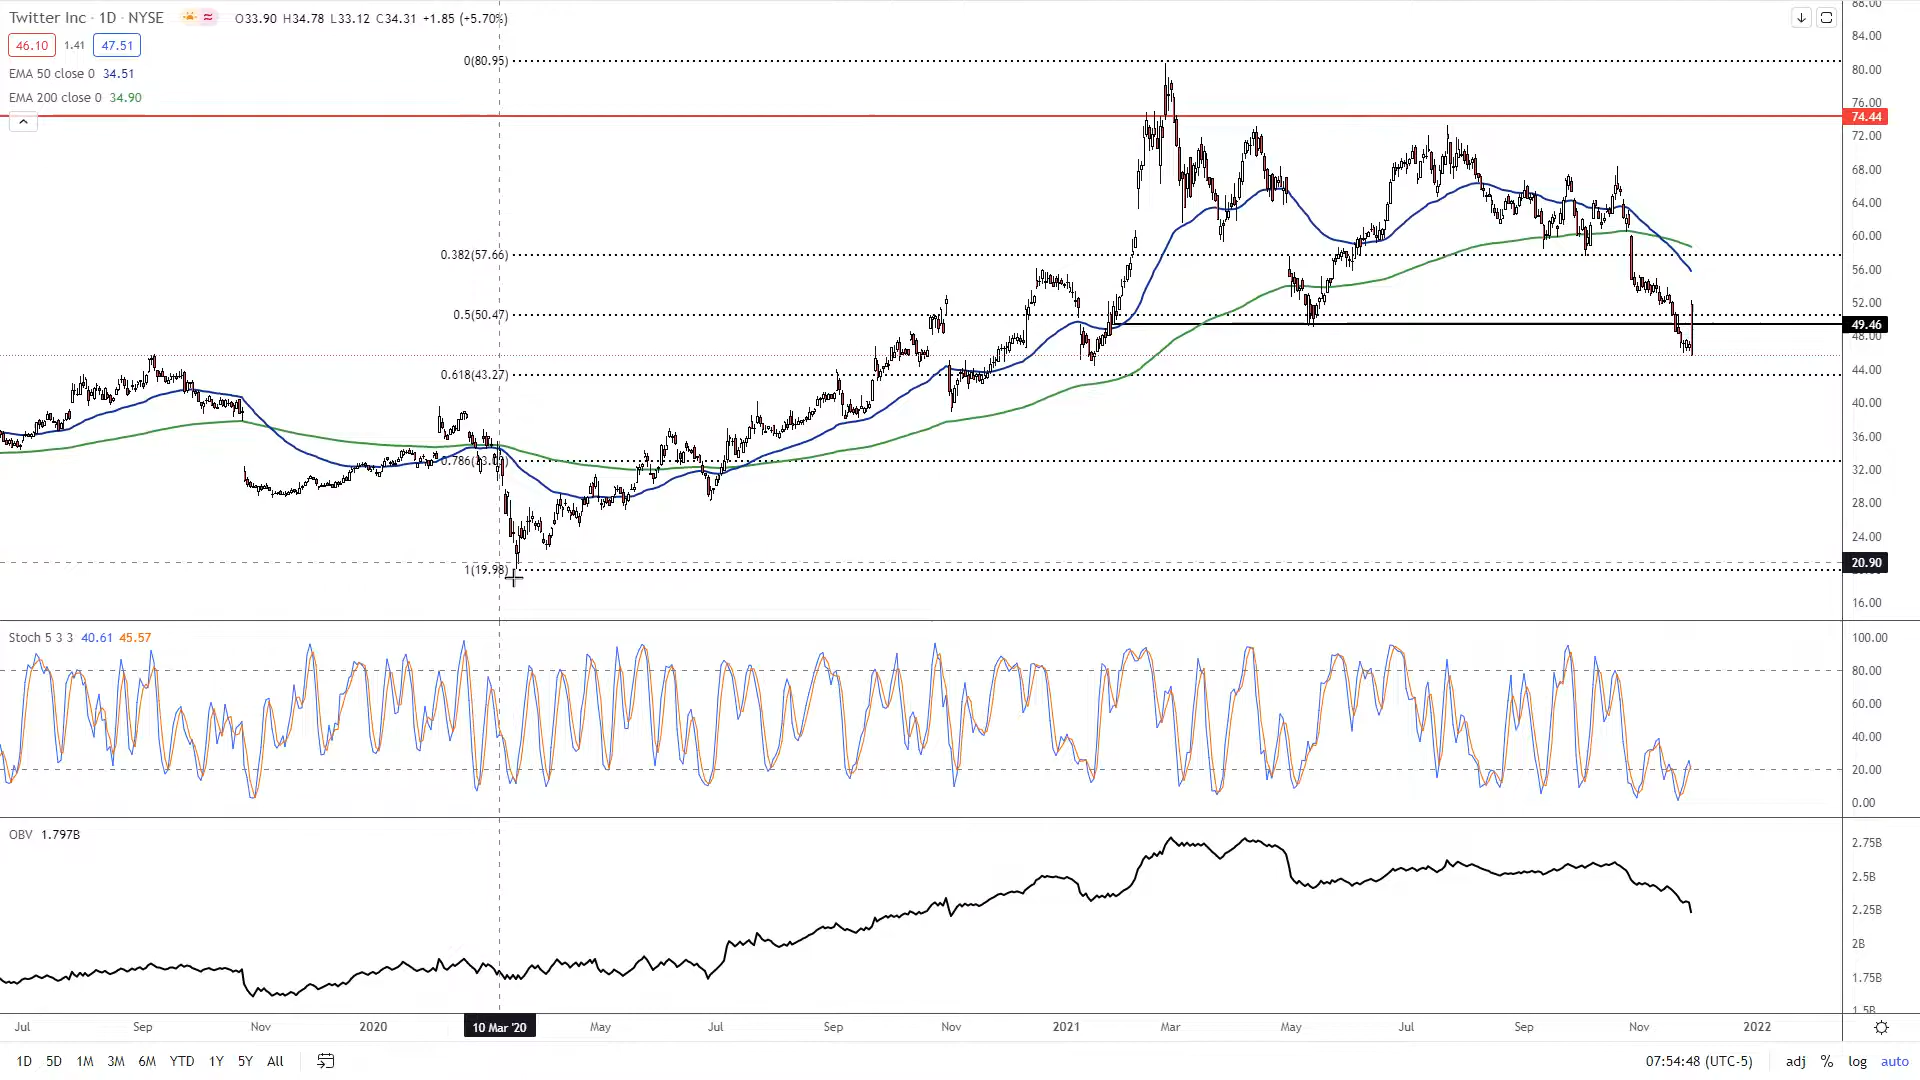 Twitter Inc · 1D · NYSE O33.90 H34.78 L33.12 C34.31 +1.85 (+5.70%)
46.10 1.41 47.51
EMA 50 close 0 34.51
EMA 200 close 0 34.90
0(80.95)
0.382(57.66)
0.5(50.47)
0.618(43.27)
1(19.98)
88.00
84.00
80.00
76.00
74.44
72.00
68.00
64.00
60.00
56.00
52.00
49.46
48.00
44.00
40.00
36.00
32.00
28.00
24.00
20.90
16.00
Stoch 5 3 3 40.61 45.57
100.00
80.00
60.00
40.00
20.00
0.00
OBV 1.797B
2.75B
2.5B
2.25B
2B
1.75B
1.5B
Jul Sep Nov 2020 10 Mar '20 May Jul Sep Nov 2021 Mar May Jul Sep Nov 2022
1D 5D 1M 3M 6M YTD 1Y 5Y All 07:54:48 (UTC-5) adj % log auto